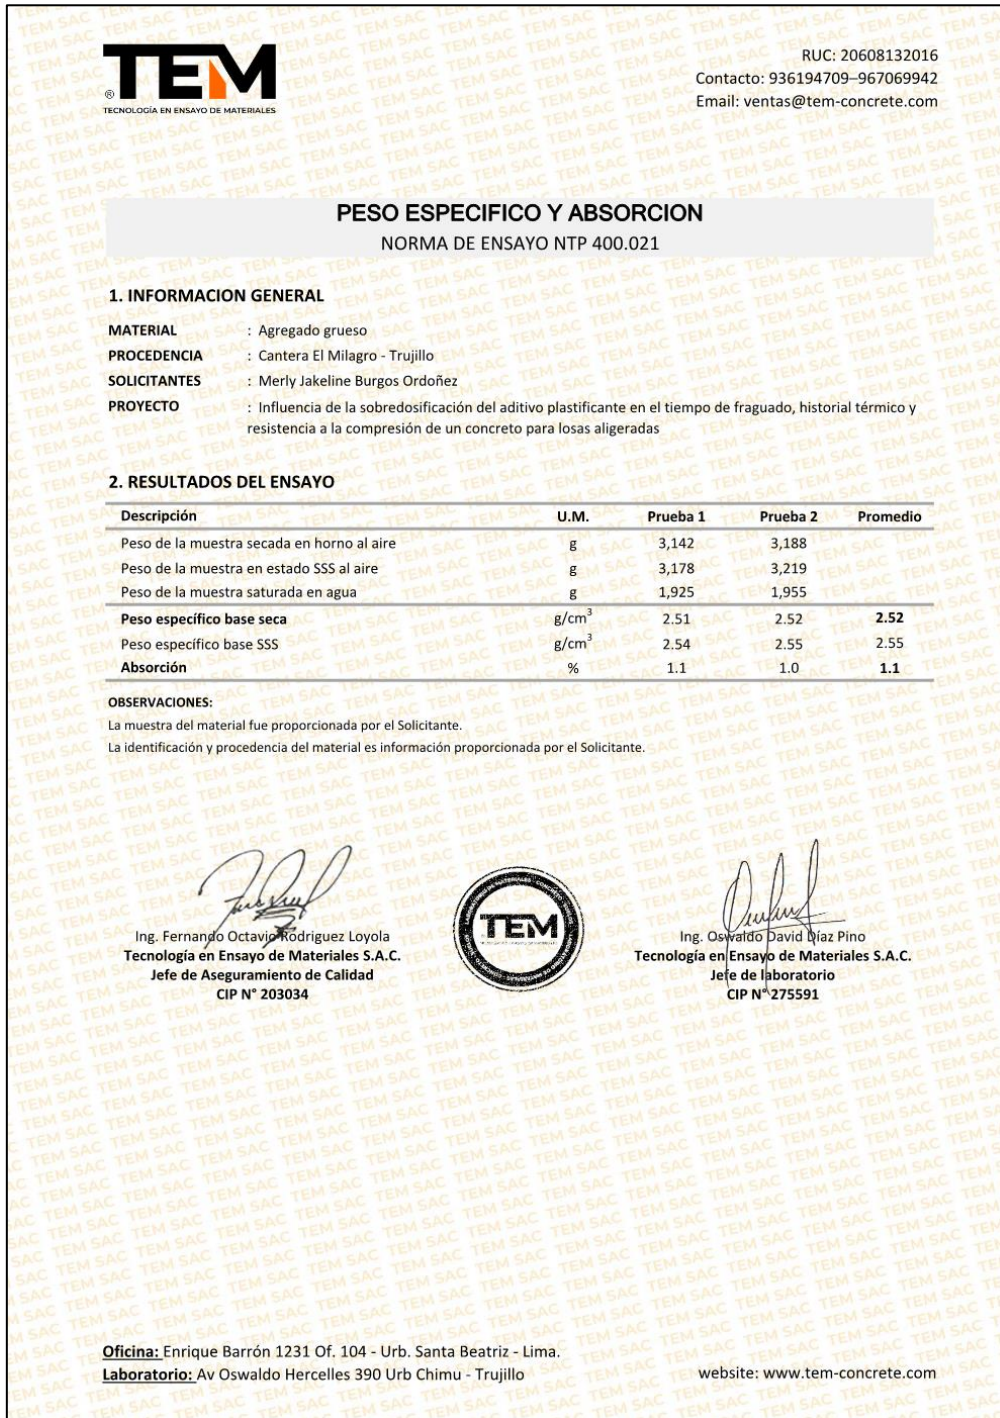 TEM
®
TECNOLOGÍA EN ENSAYO DE MATERIALES
RUC: 20608132016
Contacto: 936194709–967069942
Email: ventas@tem-concrete.com
PESO ESPECIFICO Y ABSORCION
NORMA DE ENSAYO NTP 400.021
1. INFORMACION GENERAL
MATERIAL : Agregado grueso
PROCEDENCIA : Cantera El Milagro - Trujillo
SOLICITANTES : Merly Jakeline Burgos Ordoñez
PROYECTO : Influencia de la sobredosificación del aditivo plastificante en el tiempo de fraguado, historial térmico y
resistencia a la compresión de un concreto para losas aligeradas
2. RESULTADOS DEL ENSAYO
Descripción U.M. Prueba 1 Prueba 2 Promedio
Peso de la muestra secada en horno al aire g 3,142 3,188
Peso de la muestra en estado SSS al aire g 3,178 3,219
Peso de la muestra saturada en agua g 1,925 1,955
Peso específico base seca g/cm³ 2.51 2.52 2.52
Peso específico base SSS g/cm³ 2.54 2.55 2.55
Absorción % 1.1 1.0 1.1
OBSERVACIONES:
La muestra del material fue proporcionada por el Solicitante.
La identificación y procedencia del material es información proporcionada por el Solicitante.
Ing. Fernando Octavio Rodriguez Loyola
Tecnología en Ensayo de Materiales S.A.C.
Jefe de Aseguramiento de Calidad
CIP N° 203034
TEM
Ing. Oswaldo David Díaz Pino
Tecnología en Ensayo de Materiales S.A.C.
Jefe de laboratorio
CIP N° 275591
Oficina: Enrique Barrón 1231 Of. 104 - Urb. Santa Beatriz - Lima.
Laboratorio: Av Oswaldo Hercelles 390 Urb Chimu - Trujillo
website: www.tem-concrete.com